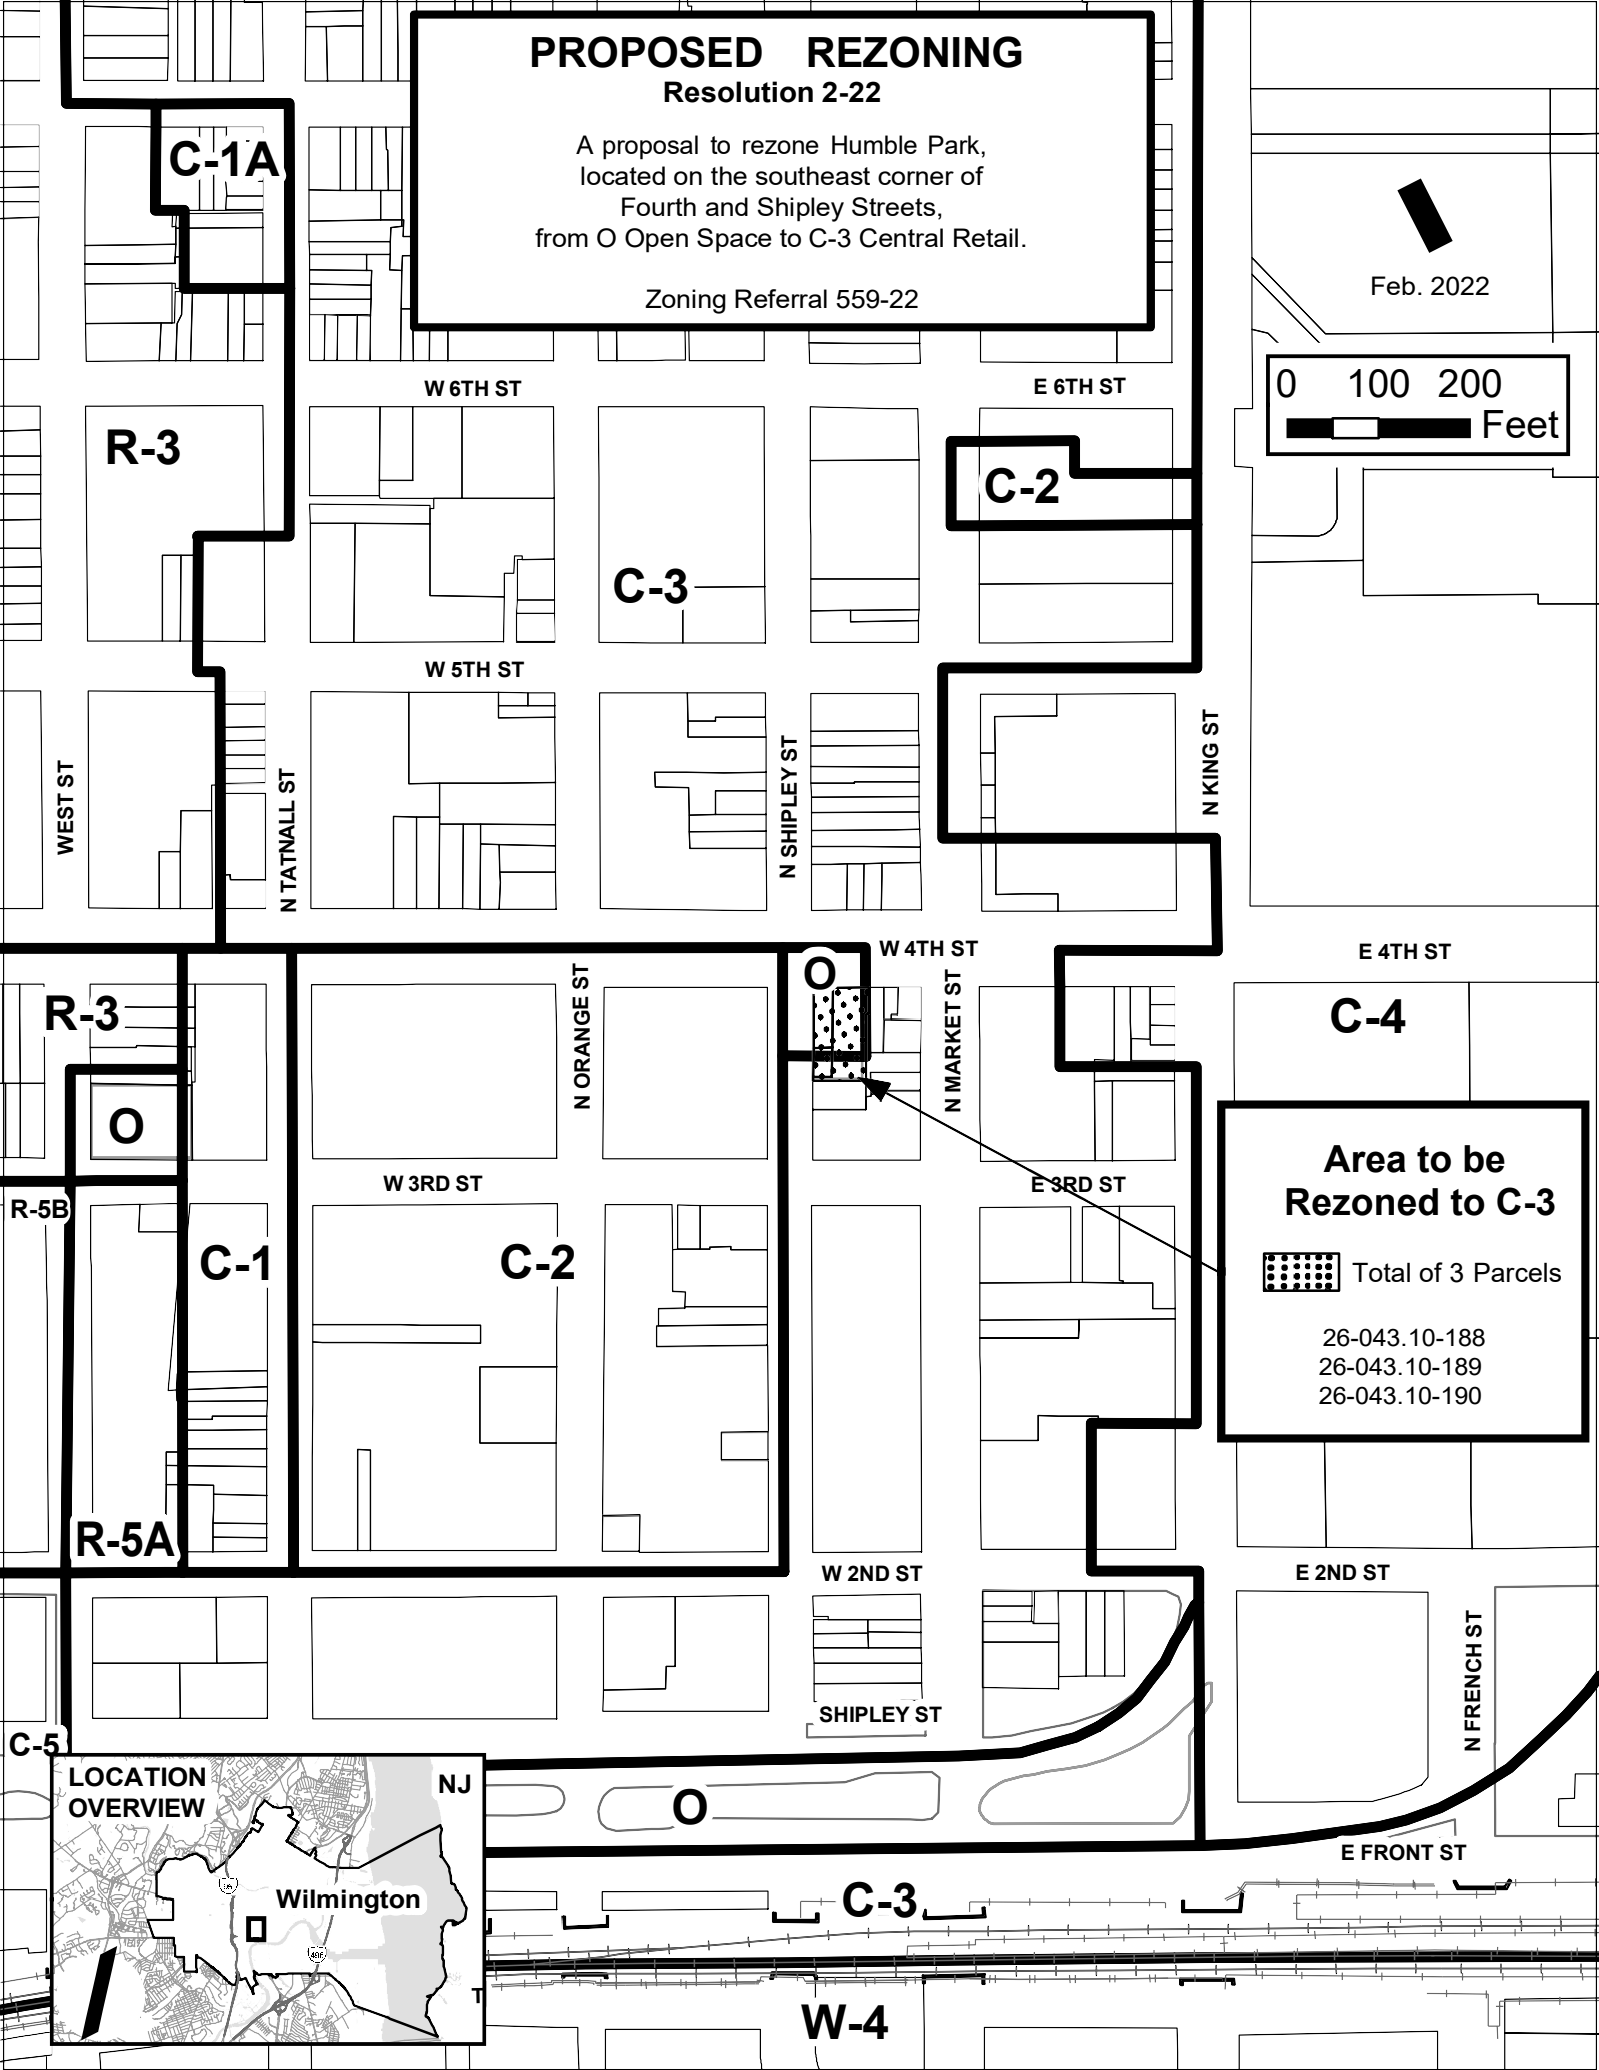 PROPOSED REZONING
Resolution 2-22
A proposal to rezone Humble Park,
located on the southeast corner of
Fourth and Shipley Streets,
from O Open Space to C-3 Central Retail.
Zoning Referral 559-22
C-1A
Feb. 2022
0 100 200
Feet
W 6TH ST
E 6TH ST
R-3
C-2
C-3
W 5TH ST
WEST ST
N TATNALL ST
N SHIPLEY ST
N KING ST
W 4TH ST
E 4TH ST
O
R-3
N ORANGE ST
N MARKET ST
C-4
O
W 3RD ST
E 3RD ST
R-5B
C-1
C-2
Area to be
Rezoned to C-3
Total of 3 Parcels
26-043.10-188
26-043.10-189
26-043.10-190
R-5A
W 2ND ST
E 2ND ST
N FRENCH ST
SHIPLEY ST
C-5
O
E FRONT ST
LOCATION
OVERVIEW
NJ
Wilmington
495
T
C-3
W-4